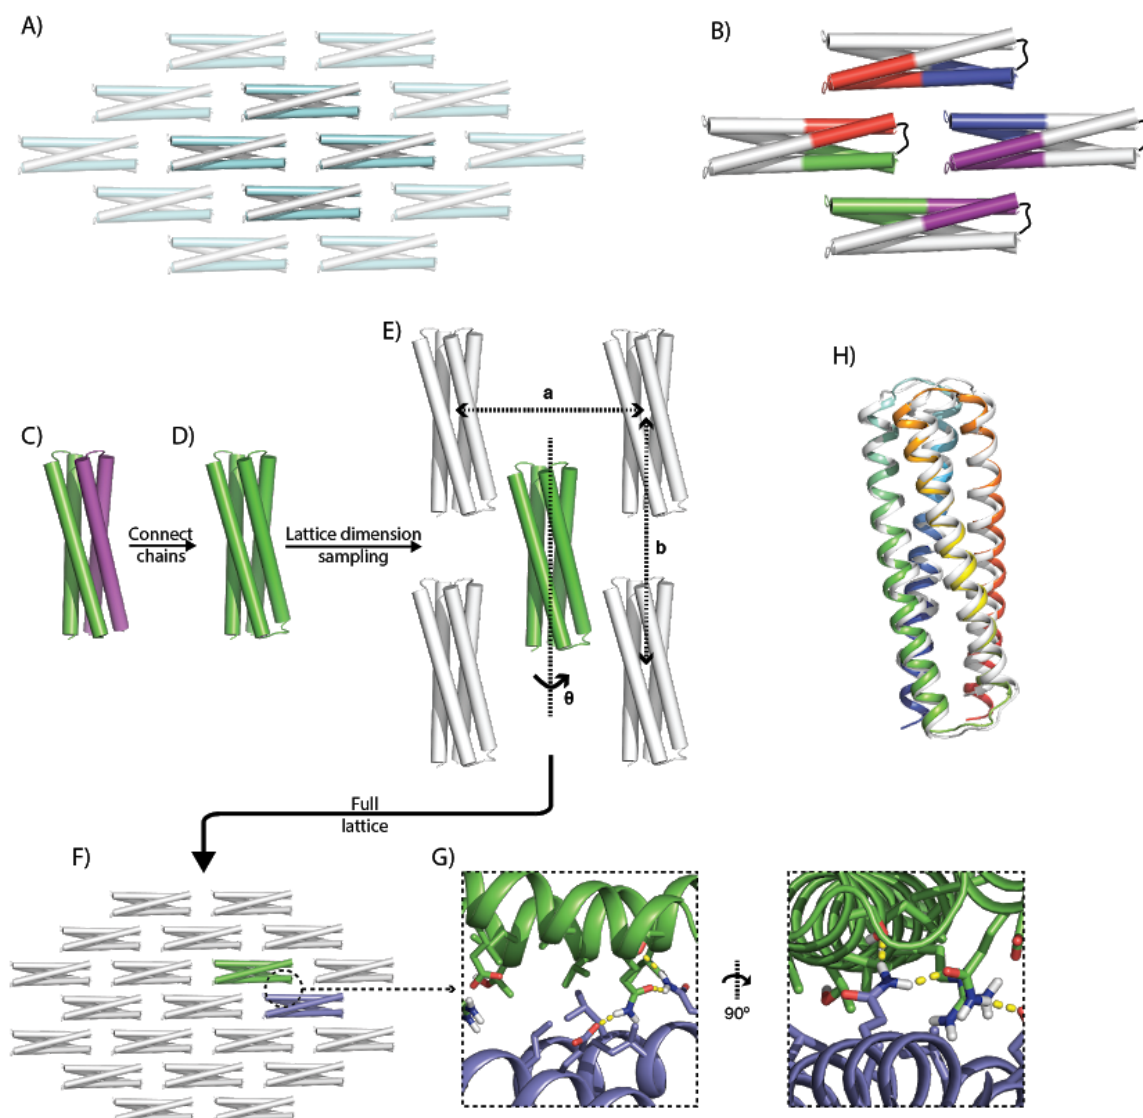 A)
B)
E)
a
H)
C)
D)
Connect
chains
Lattice dimension
sampling
b
θ
Full
lattice
F)
G)
90°